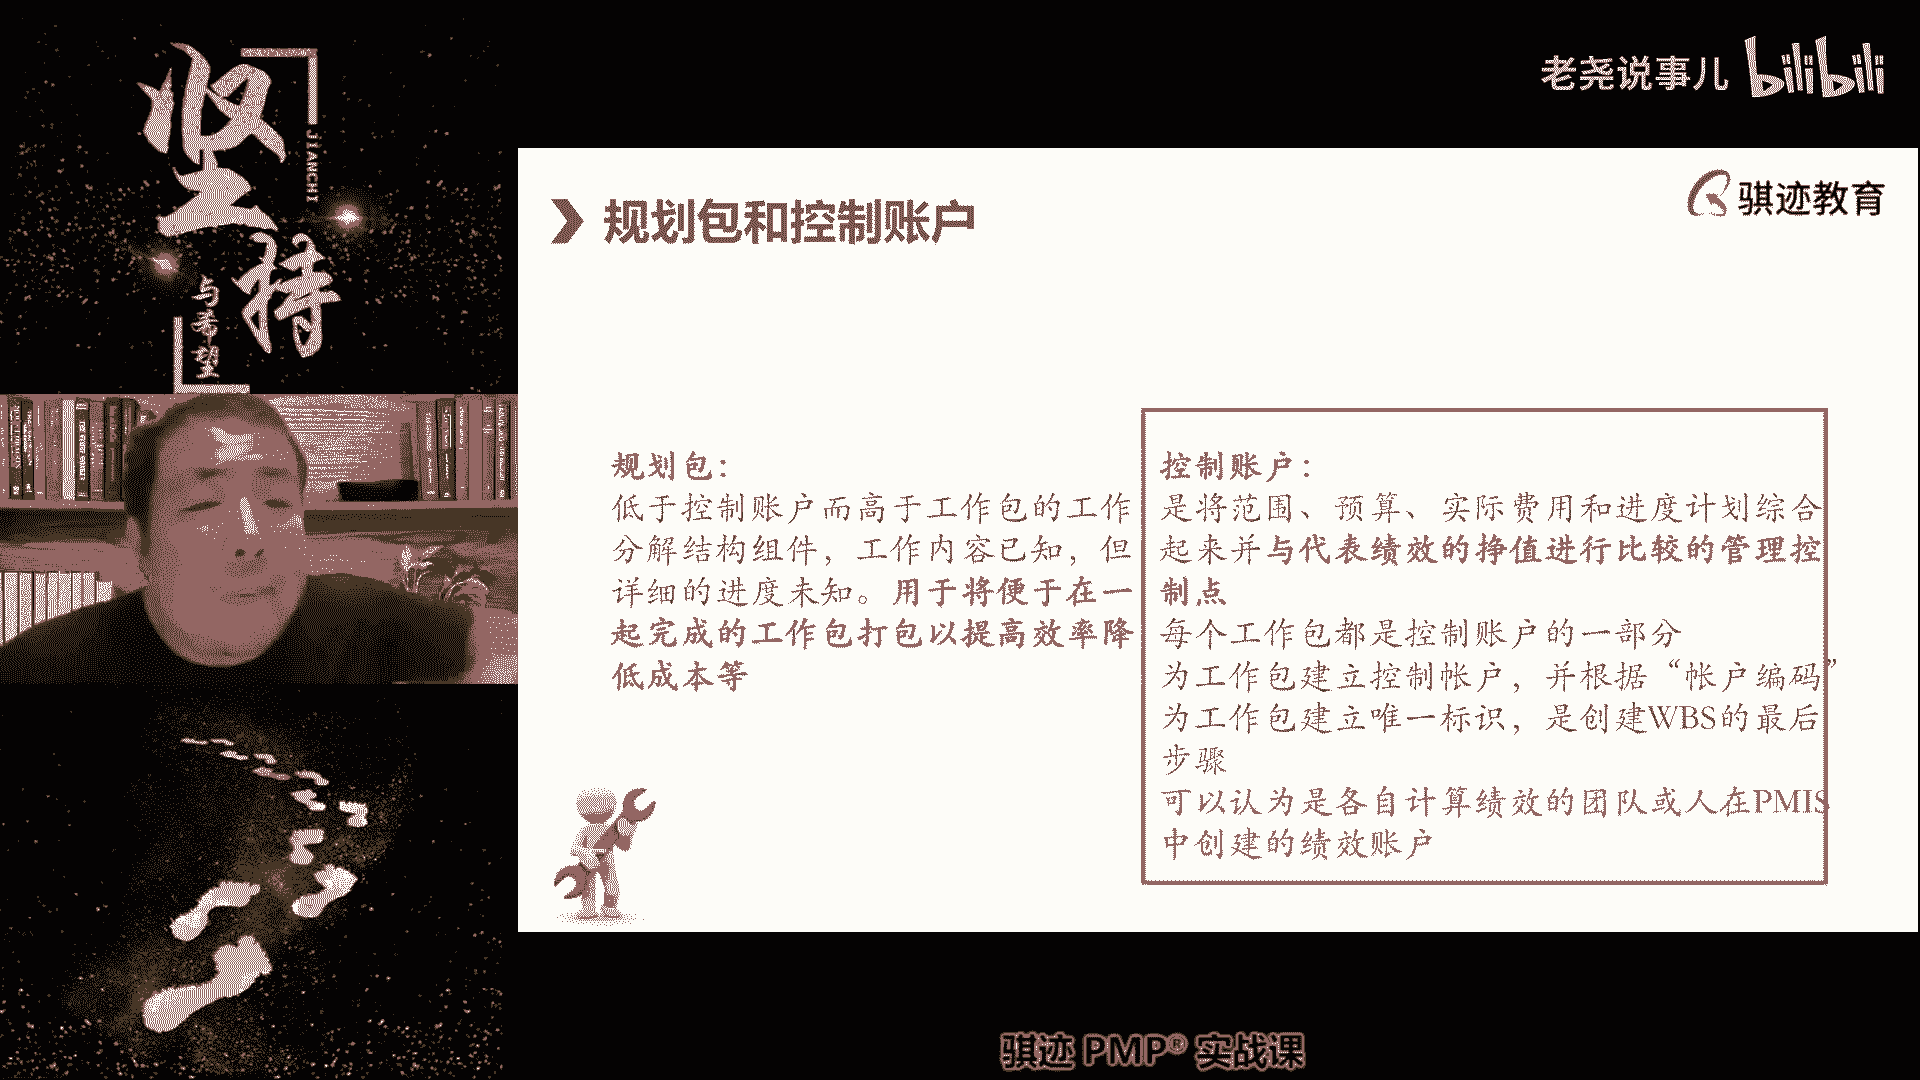 坚持
JIANCHI
与希望
老尧说事儿 bilibili
骐迹教育
规划包和控制账户
规划包：
低于控制账户而高于工作包的工作
分解结构组件，工作内容已知，但
详细的进度未知。用于将便于在一
起完成的工作包打包以提高效率降
低成本等
控制账户：
是将范围、预算、实际费用和进度计划综合
起来并与代表绩效的挣值进行比较的管理控
制点
每个工作包都是控制账户的一部分
为工作包建立控制帐户，并根据“帐户编码”
为工作包建立唯一标识，是创建WBS的最后
步骤
可以认为是各自计算绩效的团队或人在PMIS
中创建的绩效账户
骐迹 PMP® 实战课